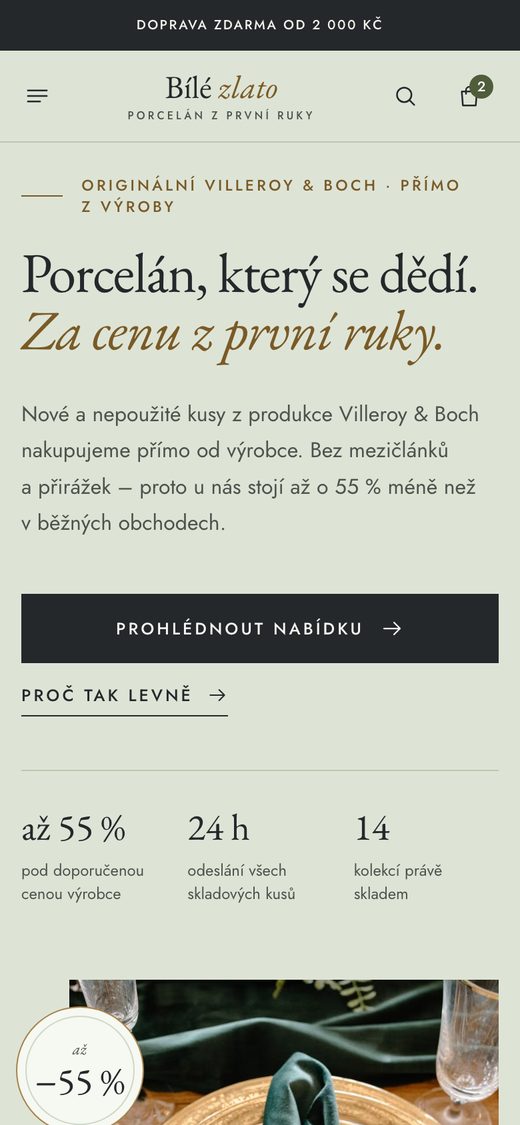 DOPRAVA ZDARMA OD 2 000 KČ
Bílé zlato
PORCELÁN Z PRVNÍ RUKY
2
ORIGINÁLNÍ VILLEROY & BOCH · PŘÍMO
Z VÝROBY
Porcelán, který se dědí.
Za cenu z první ruky.
Nové a nepoužité kusy z produkce Villeroy & Boch
nakupujeme přímo od výrobce. Bez mezičlánků
a přirážek – proto u nás stojí až o 55 % méně než
v běžných obchodech.
PROHLÉDNOUT NABÍDKU →
PROČ TAK LEVNĚ →
až 55 %
pod doporučenou
cenou výrobce
24 h
odeslání všech
skladových kusů
14
kolekcí právě
skladem
až
–55 %